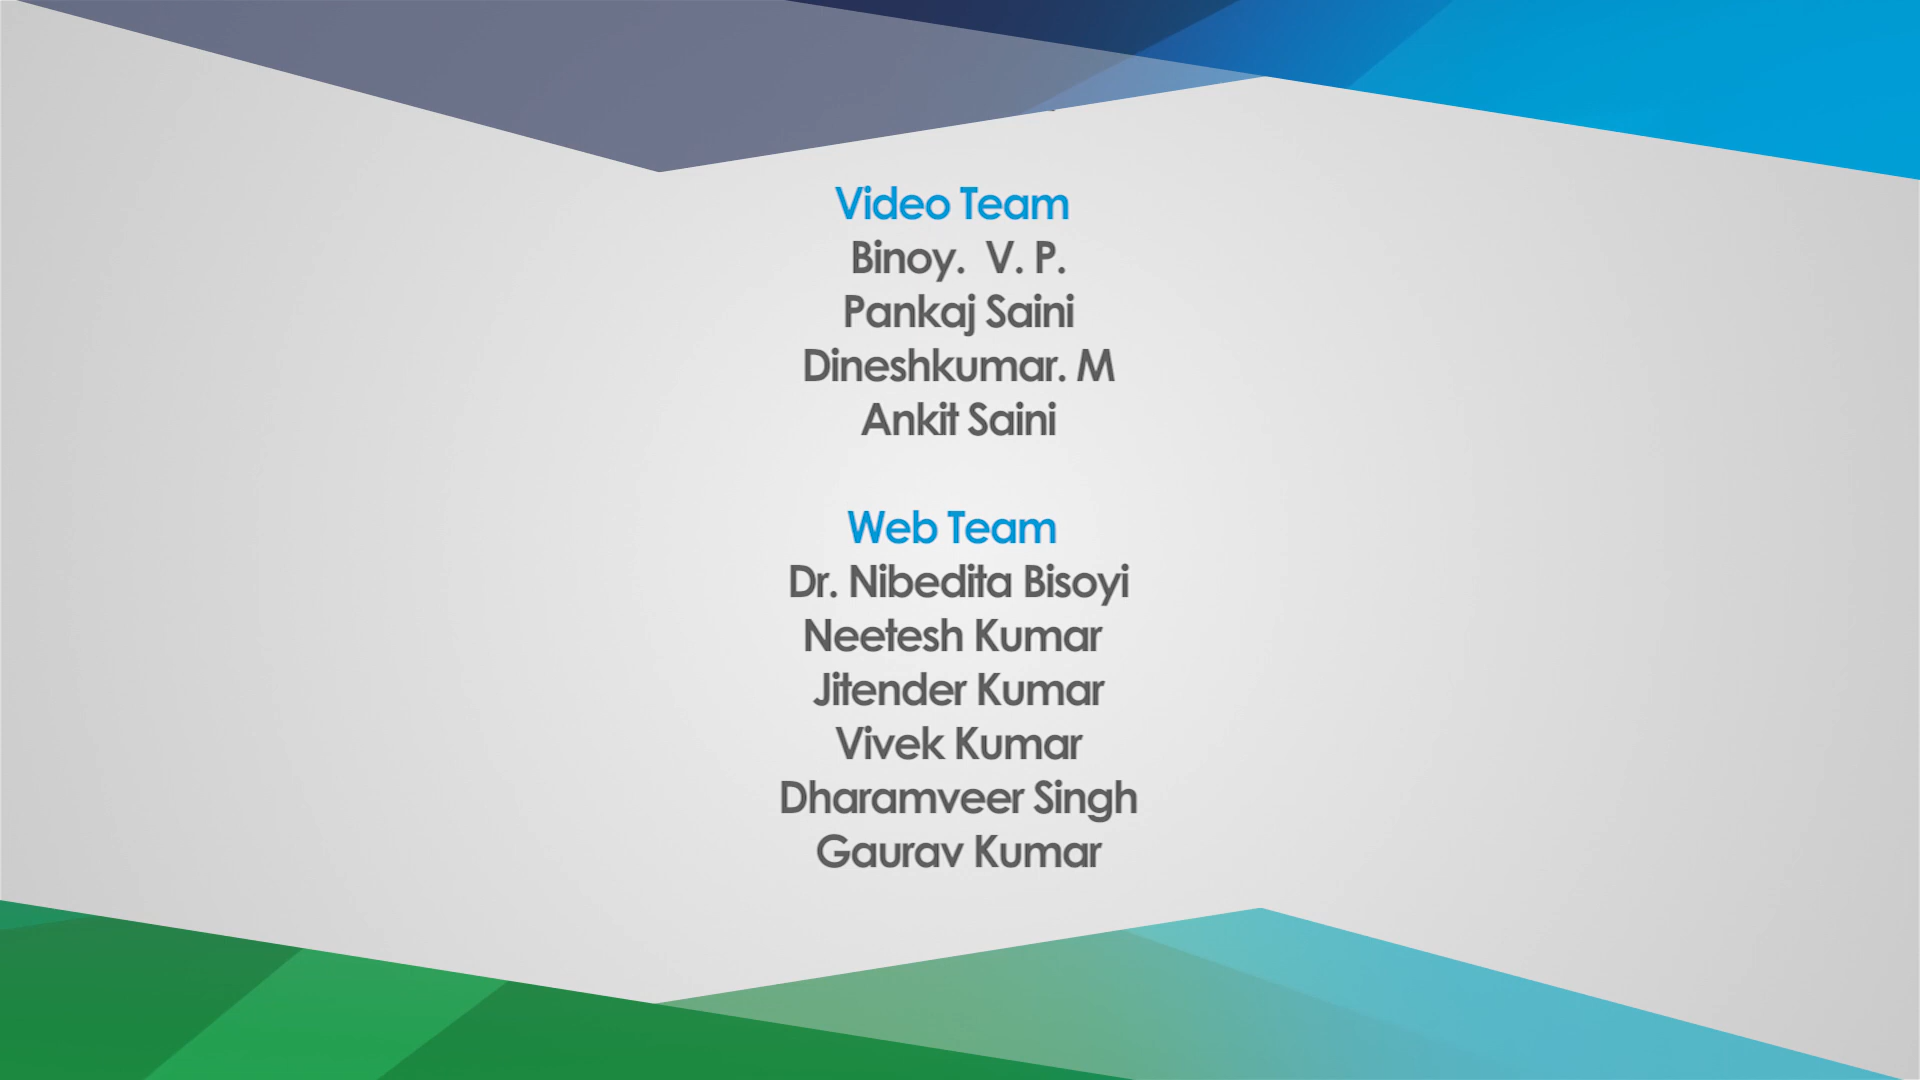 Video Team
Binoy.  V. P.
Pankaj Saini
Dineshkumar. M
Ankit Saini
Web Team
Dr. Nibedita Bisoyi
Neetesh Kumar
Jitender Kumar
Vivek Kumar
Dharamveer Singh
Gaurav Kumar